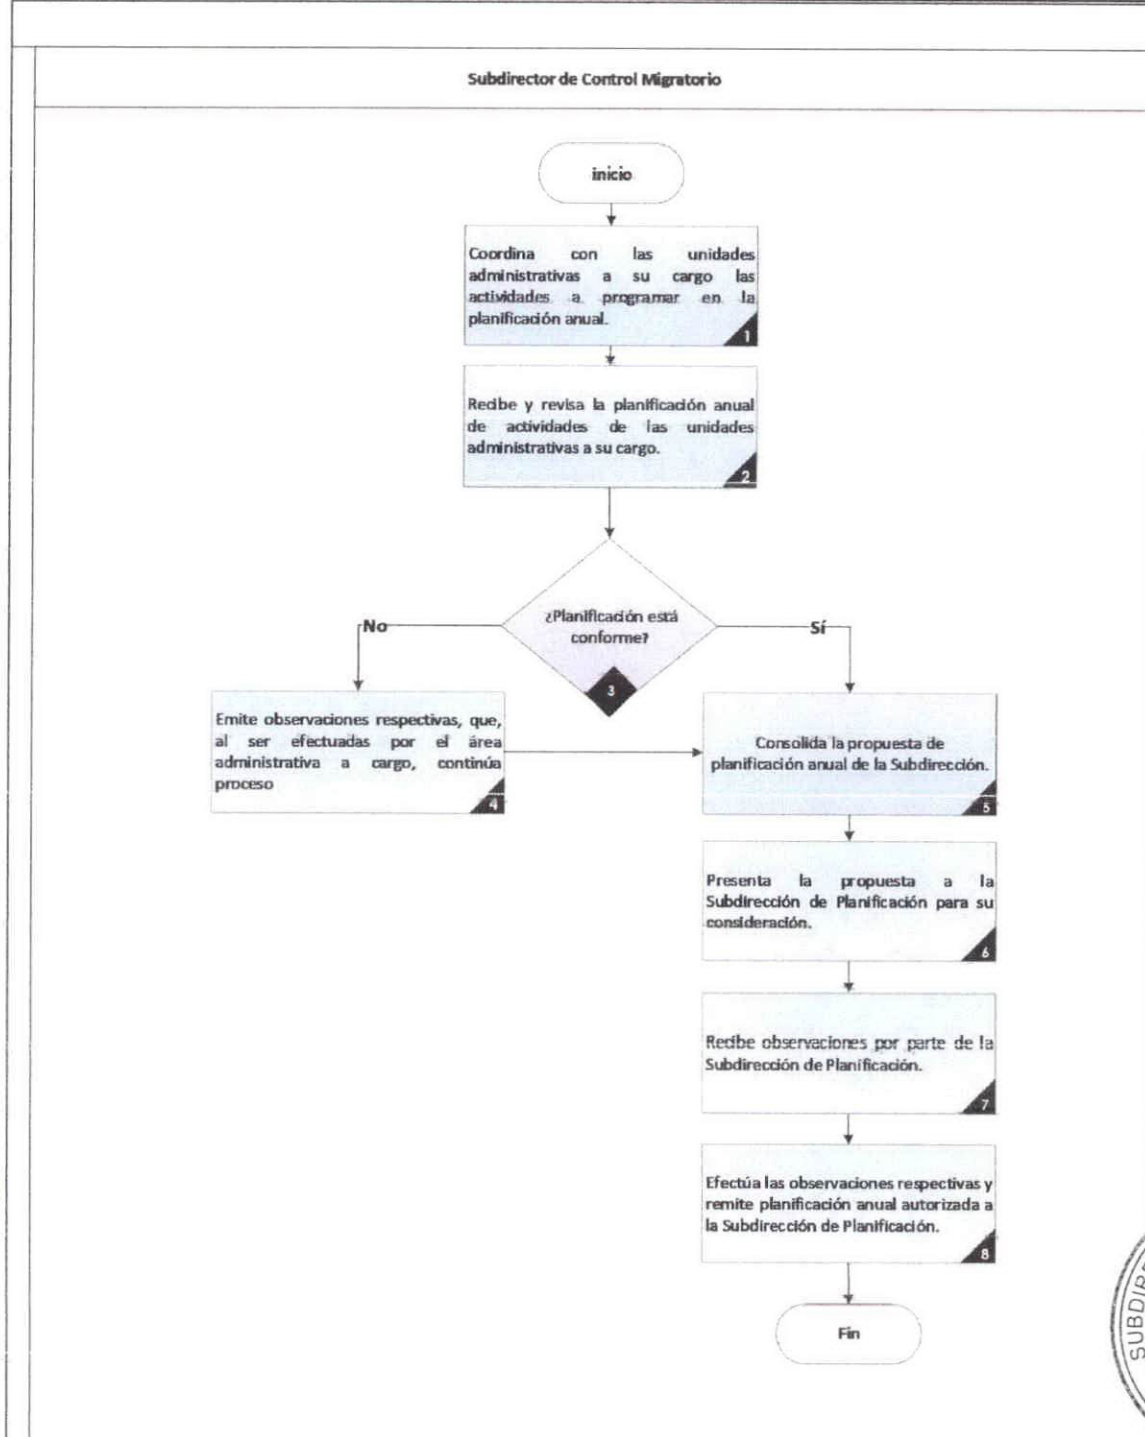 Subdirector de Control Migratorio
inicio
Coordina con las unidades
administrativas a su cargo las
actividades a programar en la
planificación anual.
1
Recibe y revisa la planificación anual
de actividades de las unidades
administrativas a su cargo.
2
¿Planificación está
conforme?
3
No
Sí
Emite observaciones respectivas, que,
al ser efectuadas por el área
administrativa a cargo, continúa
proceso
4
Consolida la propuesta de
planificación anual de la Subdirección.
5
Presenta la propuesta a la
Subdirección de Planificación para su
consideración.
6
Recibe observaciones por parte de la
Subdirección de Planificación.
7
Efectúa las observaciones respectivas y
remite planificación anual autorizada a
la Subdirección de Planificación.
8
Fin